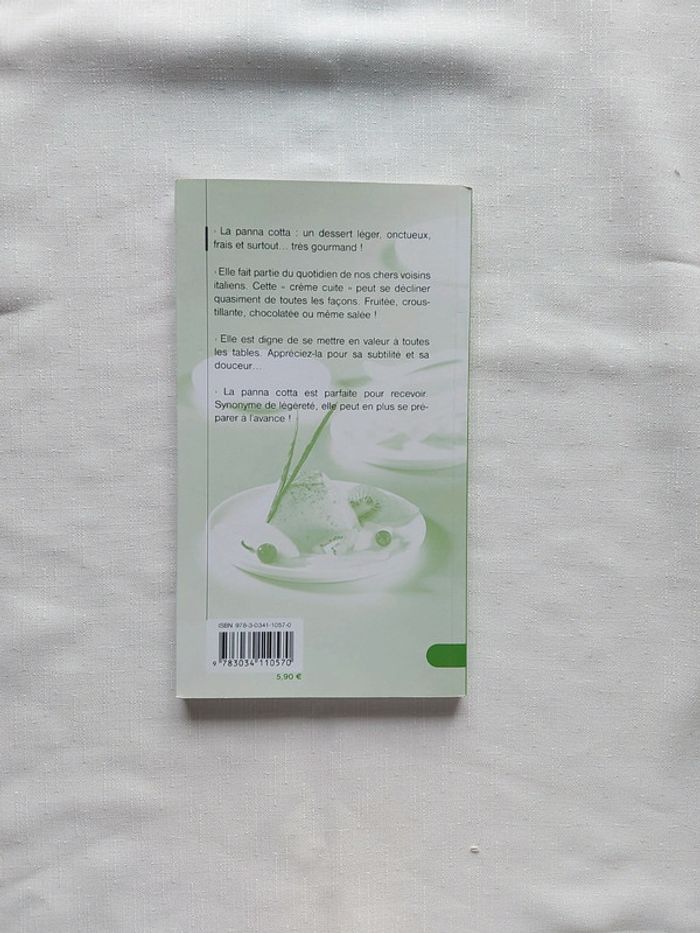 · La panna cotta : un dessert léger, onctueux,
frais et surtout... très gourmand !
· Elle fait partie du quotidien de nos chers voisins
italiens. Cette « crème cuite » peut se décliner
quasiment de toutes les façons. Fruitée, crous-
tillante, chocolatée ou même salée !
· Elle est digne de se mettre en valeur à toutes
les tables. Appréciez-la pour sa subtilité et sa
douceur...
· La panna cotta est parfaite pour recevoir.
Synonyme de légéreté, elle peut en plus se pré-
parer à l'avance !
ISBN 978-3-0341-1057-0
9 783034 110570
5,90 €